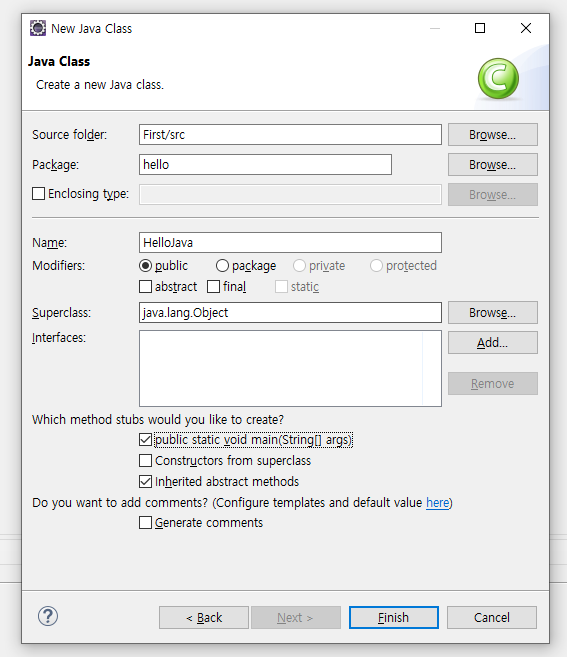 New Java Class
Java Class
Create a new Java class.
C
Source folder: First/src Browse...
Package: hello Browse...
Enclosing type: Browse...
Name: HelloJava
Modifiers: public package private protected
abstract final static
Superclass: java.lang.Object Browse...
Interfaces: Add...
Remove
Which method stubs would you like to create?
public static void main(String[] args)
Constructors from superclass
Inherited abstract methods
Do you want to add comments? (Configure templates and default value here)
Generate comments
? < Back Next > Finish Cancel